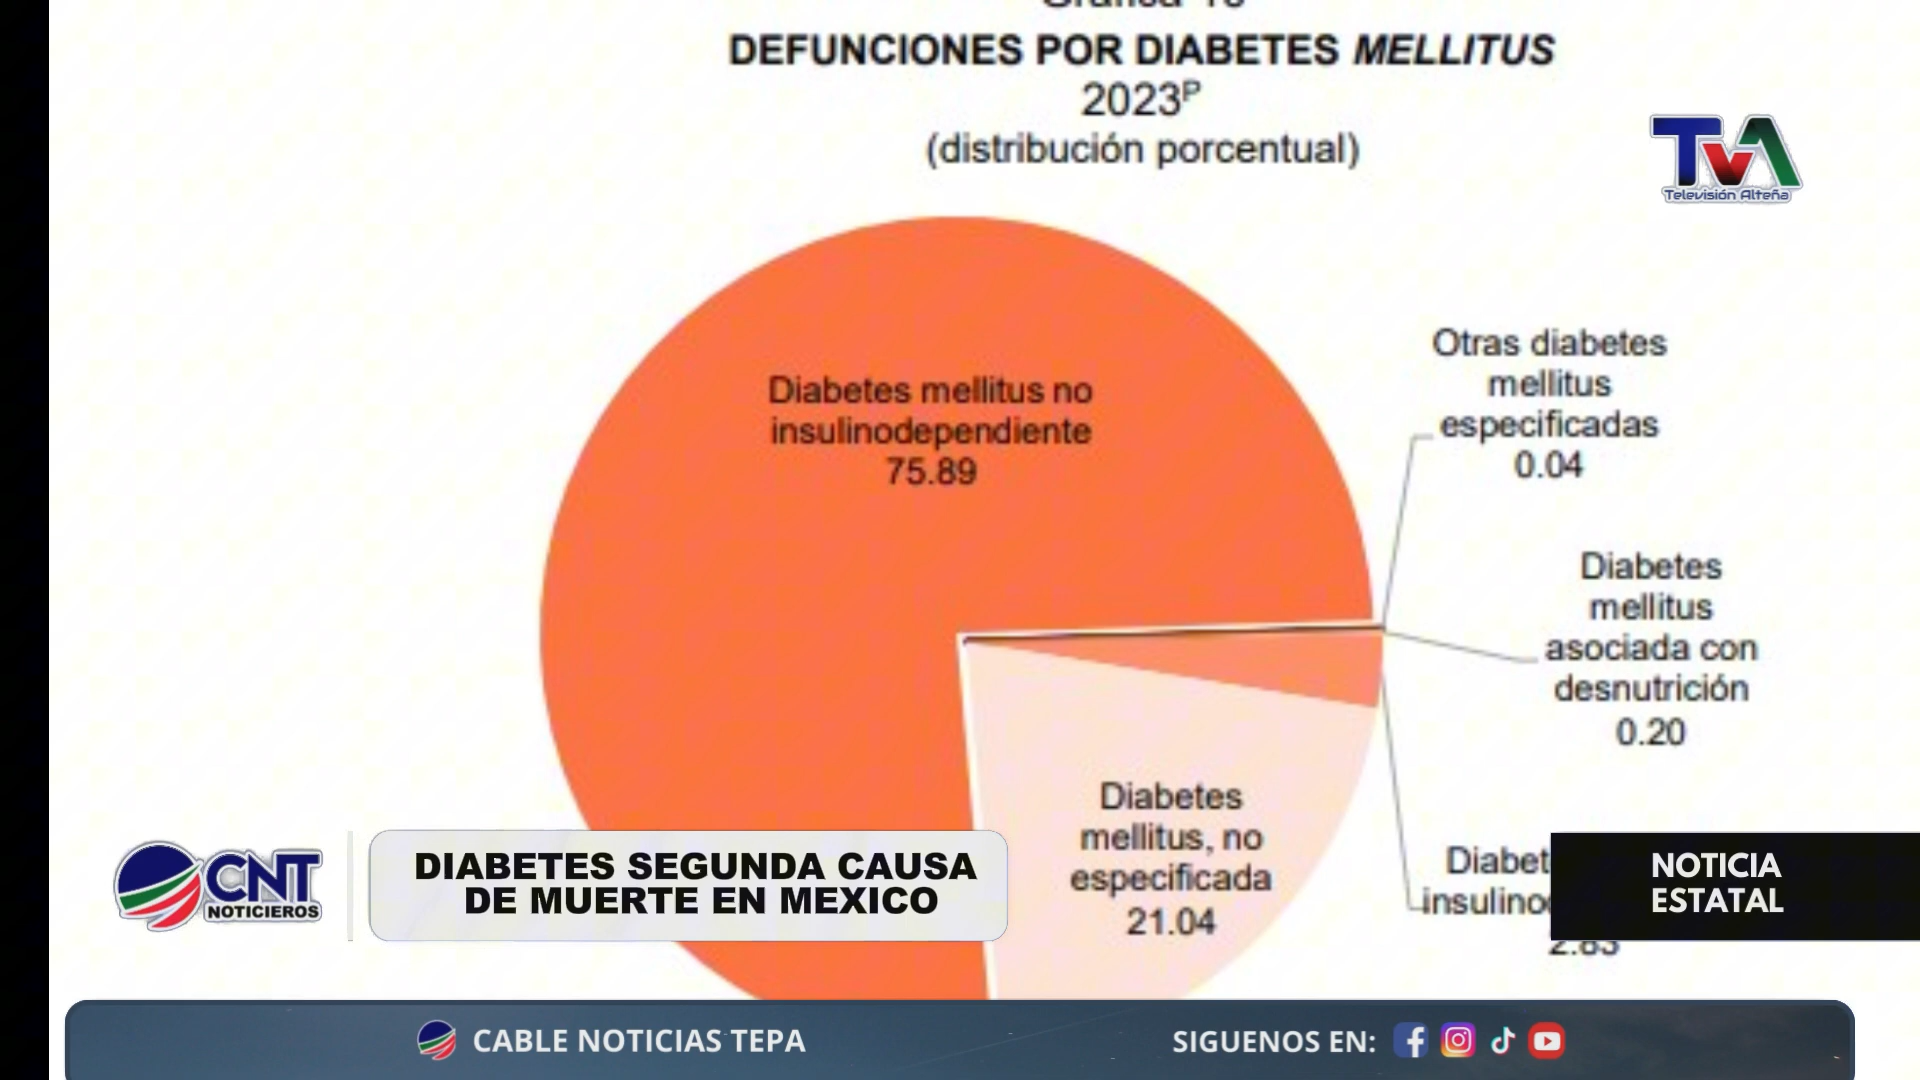 DEFUNCIONES POR DIABETES MELLITUS
2023ᴾ
(distribución porcentual)
TVA
Televisión Alteña
Diabetes mellitus no
insulinodependiente
75.89
Otras diabetes
mellitus
especificadas
0.04
Diabetes
mellitus
asociada con
desnutrición
0.20
Diabetes
mellitus, no
especificada
21.04
CNT
NOTICIEROS
DIABETES SEGUNDA CAUSA
DE MUERTE EN MEXICO
NOTICIA
ESTATAL
CABLE NOTICIAS TEPA
SIGUENOS EN: